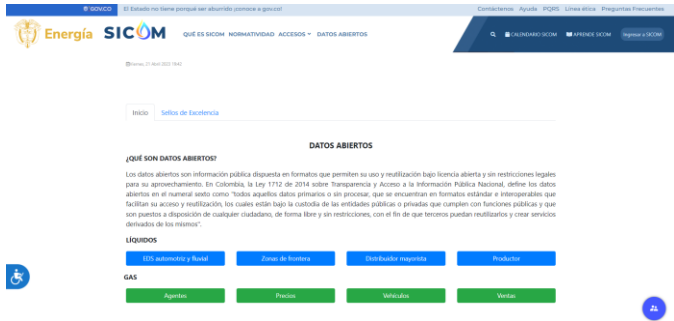 GOV.CO El Estado no tiene porqué ser aburrido ¡conoce a gov.co! Contáctenos Ayuda PQRS Línea ética Preguntas Frecuentes
Energía SICOM QUÉ ES SICOM NORMATIVIDAD ACCESOS DATOS ABIERTOS CALENDARIO SICOM APRENDE SICOM Ingresar a SICOM
Inicio Sellos de Excelencia
DATOS ABIERTOS
¿QUÉ SON DATOS ABIERTOS?
Los datos abiertos son información pública dispuesta en formatos que permiten su uso y reutilización bajo licencia abierta y sin restricciones legales
para su aprovechamiento. En Colombia, la Ley 1712 de 2014 sobre Transparencia y Acceso a la Información Pública Nacional, define los datos
abiertos en el numeral sexto como "todos aquellos datos primarios o sin procesar, que se encuentran en formatos estándar e interoperables que
facilitan su acceso y reutilización, los cuales están bajo la custodia de las entidades públicas o privadas que cumplen con funciones públicas y que
son puestos a disposición de cualquier ciudadano, de forma libre y sin restricciones, con el fin de que terceros puedan reutilizarlos y crear servicios
derivados de los mismos".
LÍQUIDOS
EDS automotriz y fluvial Zonas de frontera Distribuidor mayorista Productor
GAS
Agentes Precios Vehículos Ventas